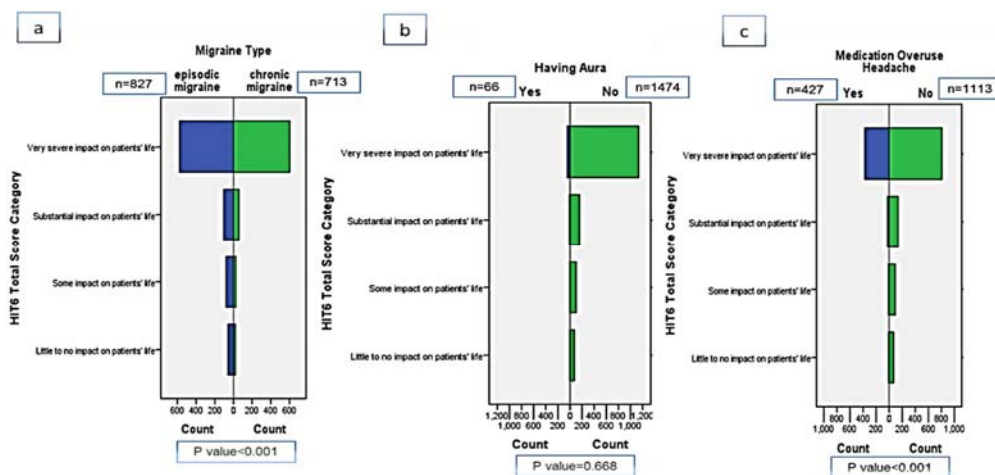 a
Migraine Type
n=827
episodic migraine
chronic migraine
n=713
HIT6 Total Score Category
Very severe impact on patients' life
Substantial impact on patients' life
Some impact on patients' life
Little to no impact on patients' life
600 400 200 0 200 400 600
Count Count
P value<0.001
b
Having Aura
n=66 Yes No n=1474
HIT6 Total Score Category
Very severe impact on patients' life
Substantial impact on patients' life
Some impact on patients' life
Little to no impact on patients' life
1,200 800 400 0 400 800 1,200
1,000 600 200 200 600 1,000
Count Count
P value=0.668
c
Medication Overuse
Headache
n=427 Yes No n=1113
HIT6 Total Score Category
Very severe impact on patients' life
Substantial impact on patients' life
Some impact on patients' life
Little to no impact on patients' life
800 600 400 200 0 200 400 600 800
1,000 1,000
Count Count
P value<0.001